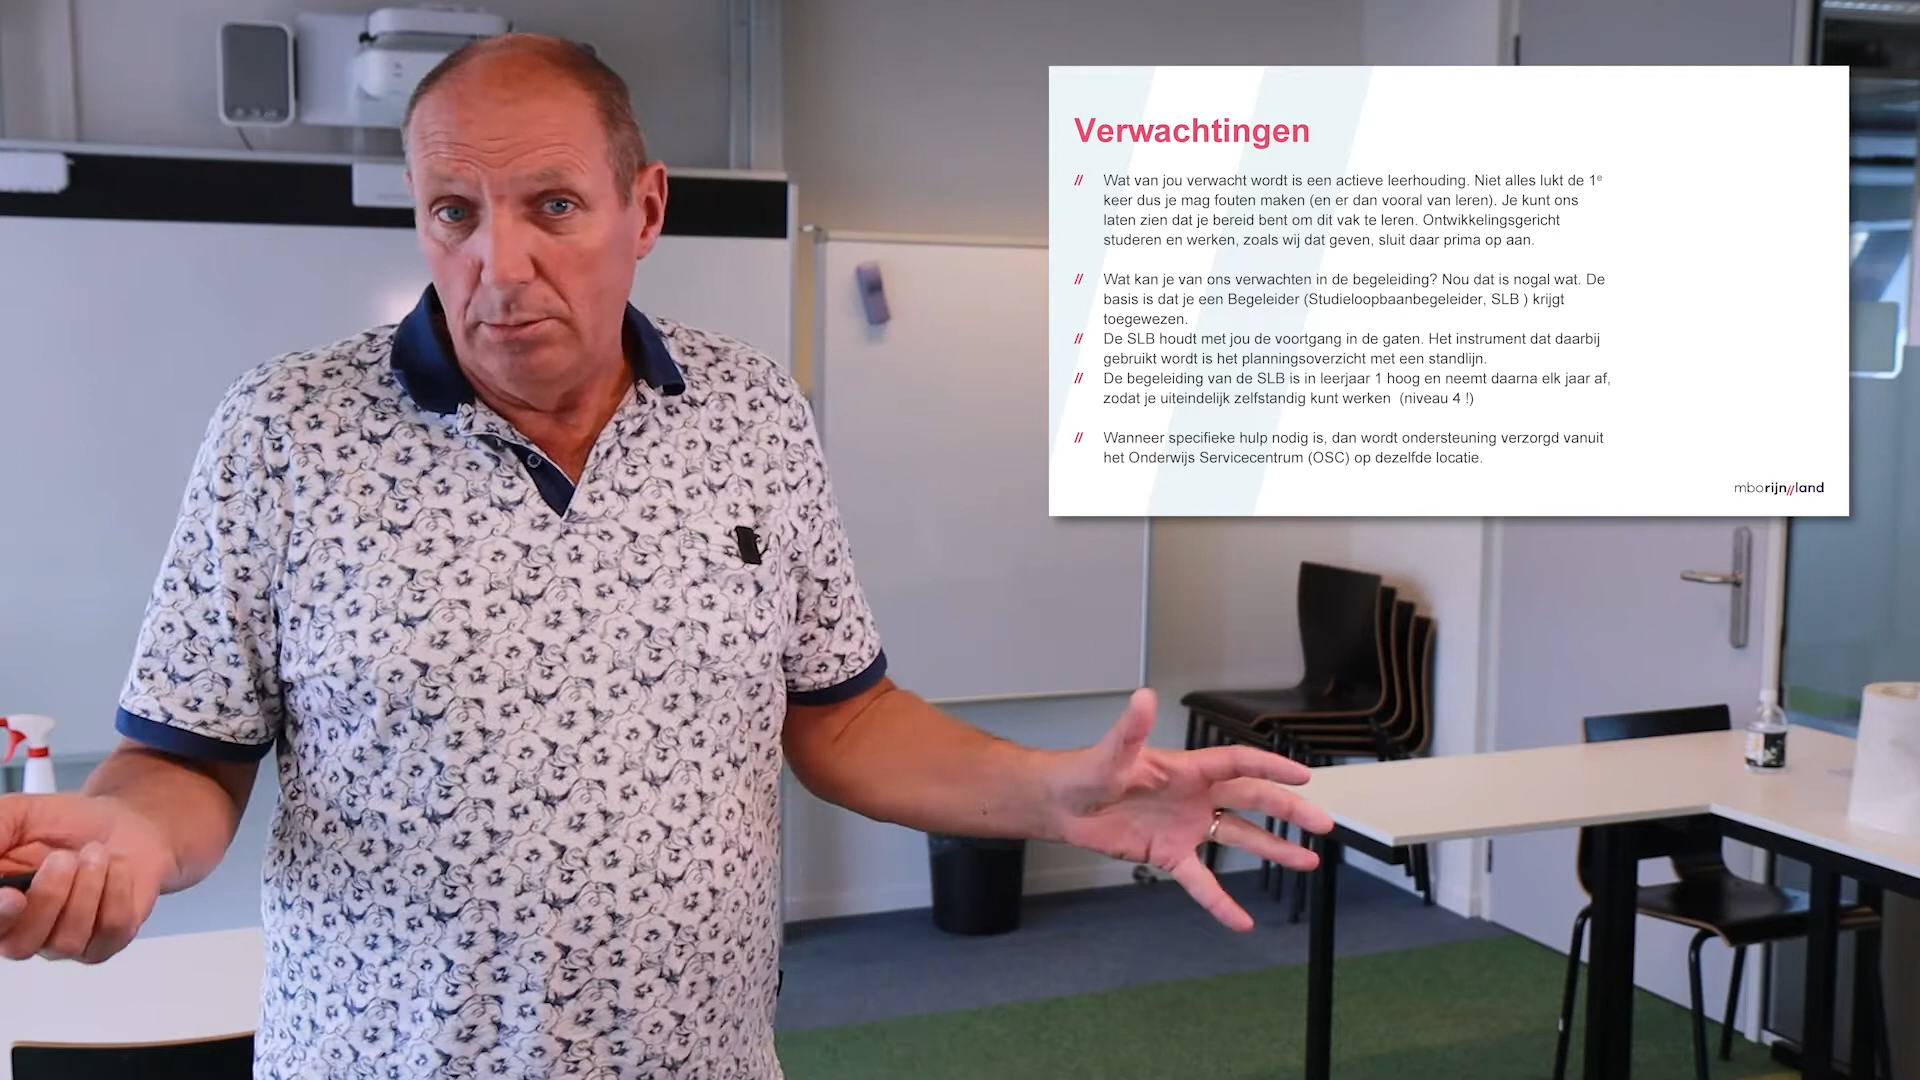 Verwachtingen
// Wat van jou verwacht wordt is een actieve leerhouding. Niet alles lukt de 1e
keer dus je mag fouten maken (en er dan vooral van leren). Je kunt ons
laten zien dat je bereid bent om dit vak te leren. Ontwikkelingsgericht
studeren en werken, zoals wij dat geven, sluit daar prima op aan.
// Wat kan je van ons verwachten in de begeleiding? Nou dat is nogal wat. De
basis is dat je een Begeleider (Studieloopbaanbegeleider, SLB ) krijgt
toegewezen.
// De SLB houdt met jou de voortgang in de gaten. Het instrument dat daarbij
gebruikt wordt is het planningsoverzicht met een standlijn.
// De begeleiding van de SLB is in leerjaar 1 hoog en neemt daarna elk jaar af,
zodat je uiteindelijk zelfstandig kunt werken (niveau 4 !)
// Wanneer specifieke hulp nodig is, dan wordt ondersteuning verzorgd vanuit
het Onderwijs Servicecentrum (OSC) op dezelfde locatie.
mborijn//land